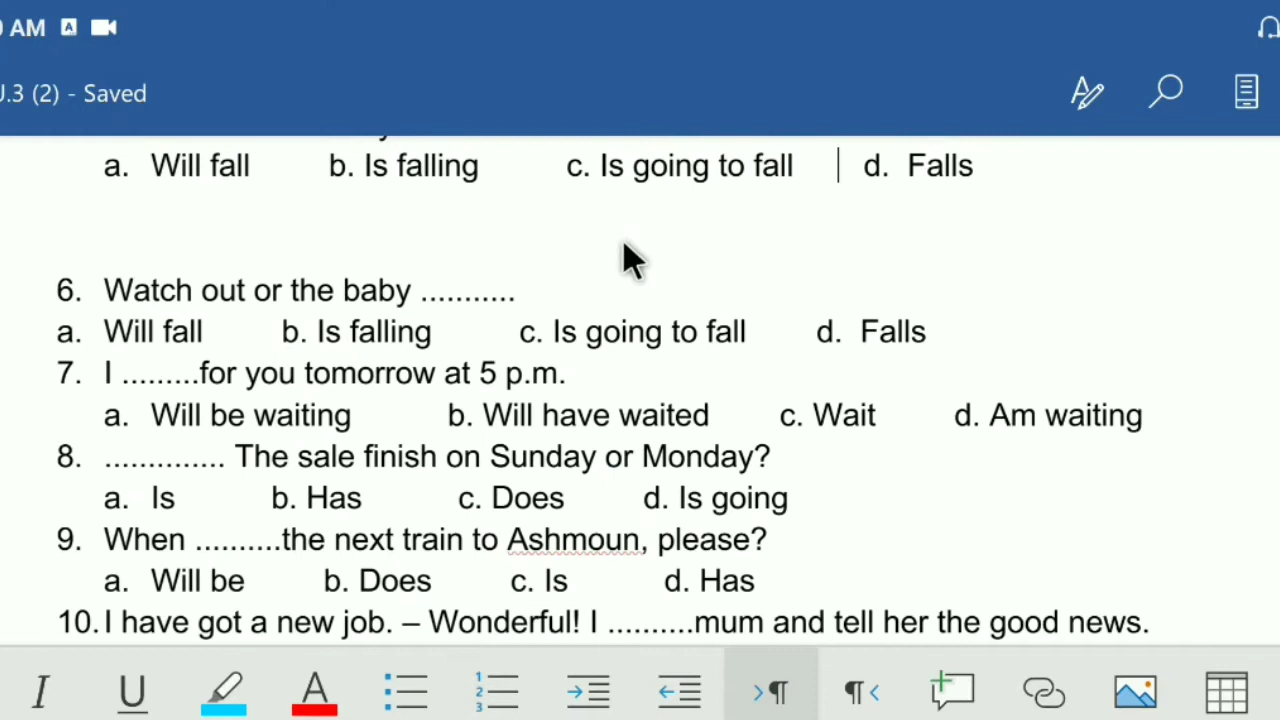 AM
(2) - Saved
a. Will fall b. Is falling c. Is going to fall d. Falls
6. Watch out or the baby ...........
a. Will fall b. Is falling c. Is going to fall d. Falls
7. I .........for you tomorrow at 5 p.m.
a. Will be waiting b. Will have waited c. Wait d. Am waiting
8. .............. The sale finish on Sunday or Monday?
a. Is b. Has c. Does d. Is going
9. When ..........the next train to Ashmoun, please?
a. Will be b. Does c. Is d. Has
10. I have got a new job. – Wonderful! I ..........mum and tell her the good news.